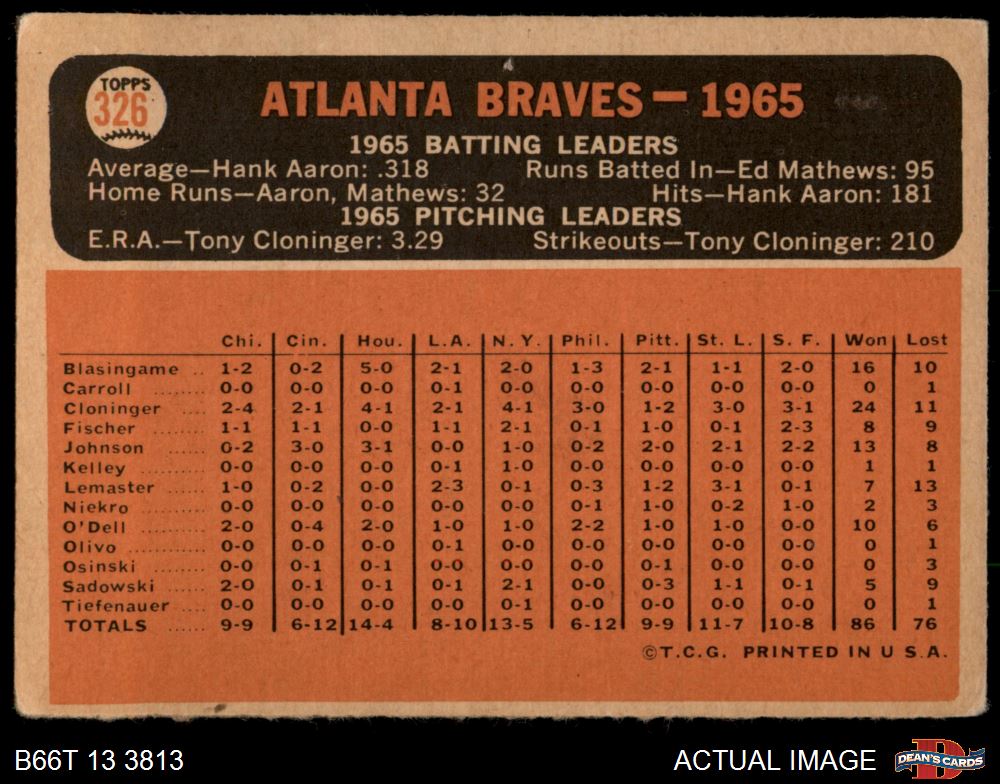 TOPPS
326
ATLANTA BRAVES — 1965
1965 BATTING LEADERS
Average—Hank Aaron: .318 Runs Batted In—Ed Mathews: 95
Home Runs—Aaron, Mathews: 32 Hits—Hank Aaron: 181
1965 PITCHING LEADERS
E.R.A.—Tony Cloninger: 3.29 Strikeouts—Tony Cloninger: 210
Chi. Cin. Hou. L.A. N.Y. Phil. Pitt. St. L. S. F. Won Lost
Blasingame .. 1-2 0-2 5-0 2-1 2-0 1-3 2-1 1-1 2-0 16 10
Carroll ........ 0-0 0-0 0-0 0-0 0-0 0-0 0-0 0-0 0-0 0 1
Cloninger .... 2-4 2-1 4-1 2-1 4-1 3-0 1-2 3-0 3-1 24 11
Fischer ........ 1-1 1-1 0-0 1-1 2-1 0-1 1-0 0-1 2-3 8 9
Johnson ...... 0-2 3-0 3-1 0-0 1-0 0-2 2-0 2-1 2-2 13 8
Kelley ......... 0-0 0-0 0-0 0-1 1-0 0-0 0-0 0-0 0-0 1 1
Lemaster ...... 1-0 0-2 0-0 2-3 0-1 0-3 1-2 3-1 0-1 7 13
Niekro ......... 0-0 0-0 0-0 0-0 0-0 0-1 1-0 0-2 1-0 2 3
O'Dell ......... 2-0 0-4 2-0 1-0 1-0 2-2 1-0 1-0 0-0 10 6
Olivo ........... 0-0 0-0 0-0 0-1 0-0 0-0 0-0 0-0 0-0 0 1
Osinski ........ 0-0 0-1 0-1 0-0 0-0 0-0 0-1 0-0 0-0 0 3
Sadowski .... 2-0 0-1 0-1 0-1 2-1 0-0 0-3 1-1 0-1 5 9
Tiefenauer .... 0-0 0-0 0-0 0-0 0-1 0-0 0-0 0-0 0-0 0 1
TOTALS ...... 9-9 6-12 14-4 8-10 13-5 6-12 9-9 11-7 10-8 86 76
©T.C.G. PRINTED IN U S.A.
B66T 13 3813 ACTUAL IMAGE DEAN'S CARDS